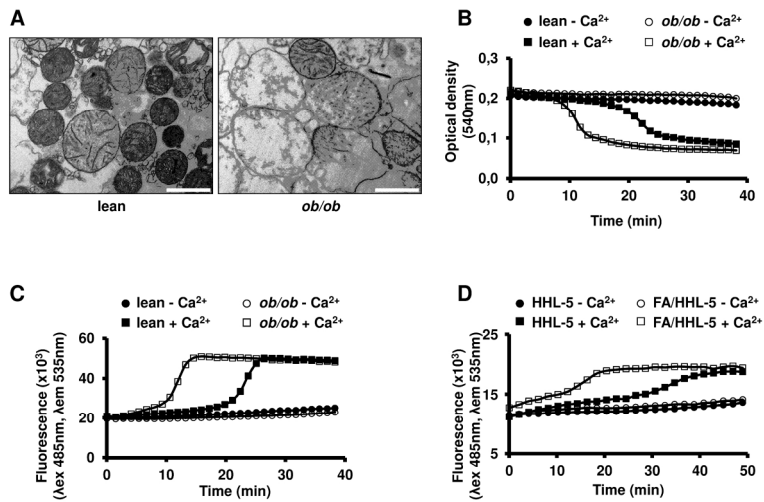 A
lean
ob/ob
B
lean - Ca2+ ob/ob - Ca2+
lean + Ca2+ ob/ob + Ca2+
Optical density
(540nm)
0,3
0,2
0,1
0,0
0 10 20 30 40
Time (min)
C
lean - Ca2+ ob/ob - Ca2+
lean + Ca2+ ob/ob + Ca2+
Fluorescence (x10³)
(λex 485nm, λem 535nm)
60
40
20
0
0 10 20 30 40
Time (min)
D
HHL-5 - Ca2+ FA/HHL-5 - Ca2+
HHL-5 + Ca2+ FA/HHL-5 + Ca2+
Fluorescence (x10³)
(λex 485nm, λem 535nm)
25
15
5
0 10 20 30 40 50
Time (min)